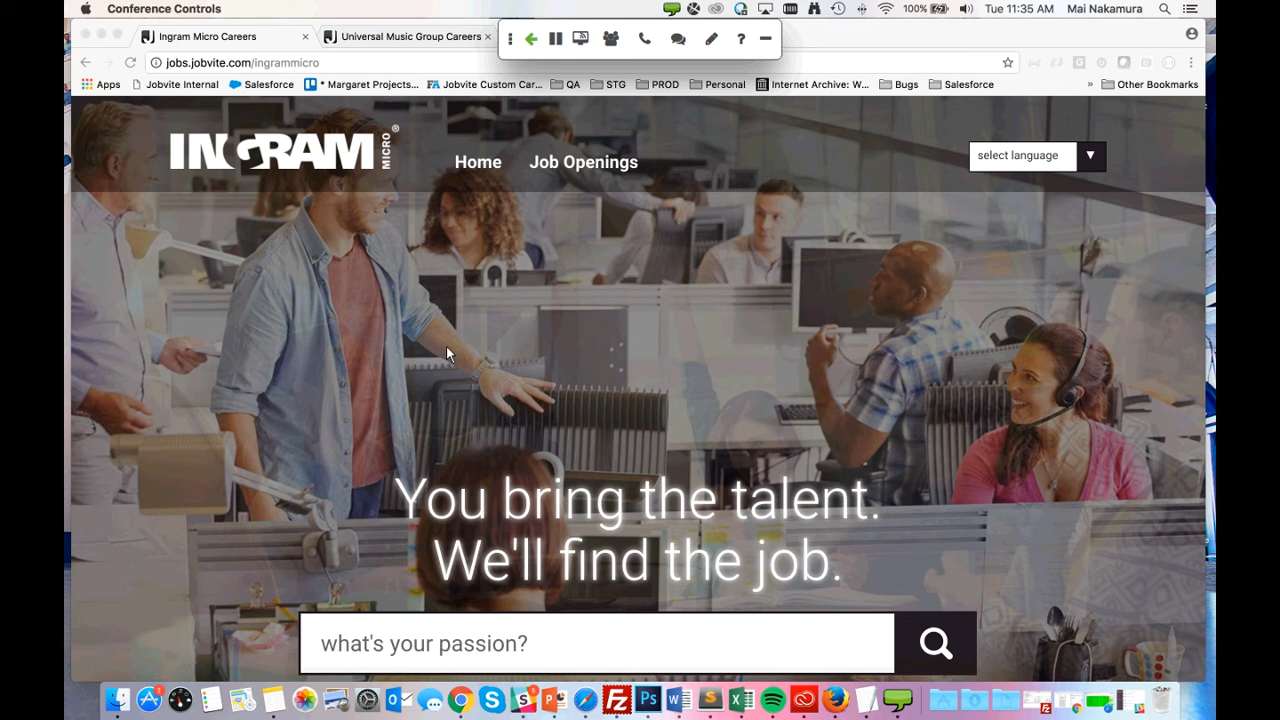 Conference Controls
100%
Tue 11:35 AM
Mai Nakamura
Ingram Micro Careers
Universal Music Group Careers
jobs.jobvite.com/ingrammicro
Apps
Jobvite Internal
Salesforce
* Margaret Projects...
Jobvite Custom Car...
QA
STG
PROD
Personal
Internet Archive: W...
Bugs
Salesforce
»
Other Bookmarks
INGRAM MICRO®
Home
Job Openings
select language
You bring the talent.
We'll find the job.
what's your passion?